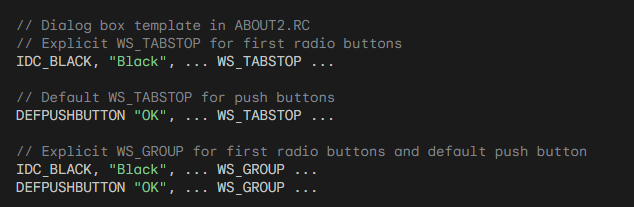 // Dialog box template in ABOUT2.RC
// Explicit WS_TABSTOP for first radio buttons
IDC_BLACK, "Black", ... WS_TABSTOP ...
// Default WS_TABSTOP for push buttons
DEFPUSHBUTTON "OK", ... WS_TABSTOP ...
// Explicit WS_GROUP for first radio buttons and default push button
IDC_BLACK, "Black", ... WS_GROUP ...
DEFPUSHBUTTON "OK", ... WS_GROUP ...